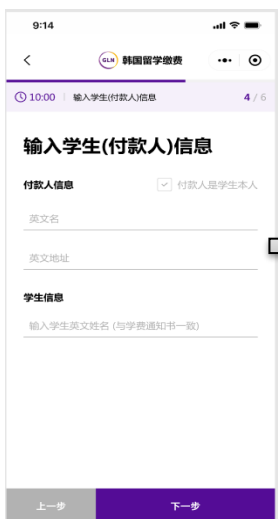 9:14
GLN 韩国留学缴费
10:00 输入学生(付款人)信息 4 / 6
输入学生(付款人)信息
付款人信息 付款人是学生本人
英文名
英文地址
学生信息
输入学生英文姓名 (与学费通知书一致)
上一步 下一步